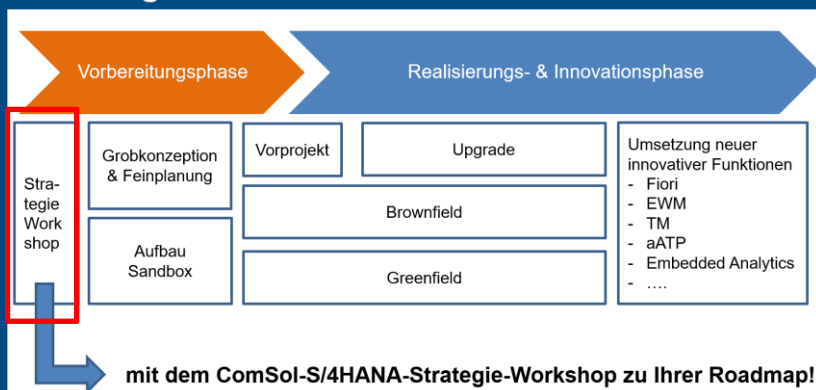 Vorbereitungsphase
Realisierungs- & Innovationsphase
Stra-
tegie
Work
shop
Grobkonzeption
& Feinplanung
Aufbau
Sandbox
Vorprojekt
Upgrade
Brownfield
Greenfield
Umsetzung neuer
innovativer Funktionen
- Fiori
- EWM
- TM
- aATP
- Embedded Analytics
- ....
mit dem ComSol-S/4HANA-Strategie-Workshop zu Ihrer Roadmap!